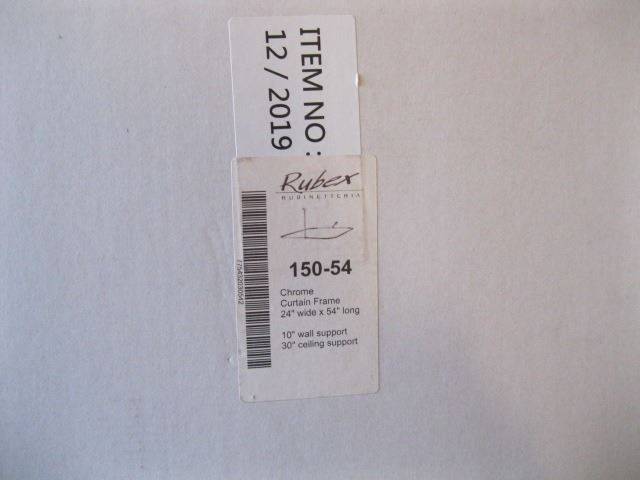 ITEM NO :
12 / 2019
Rubex
RUBINETTERIA
150-54
Chrome
Curtain Frame
24" wide x 54" long
10" wall support
30" ceiling support